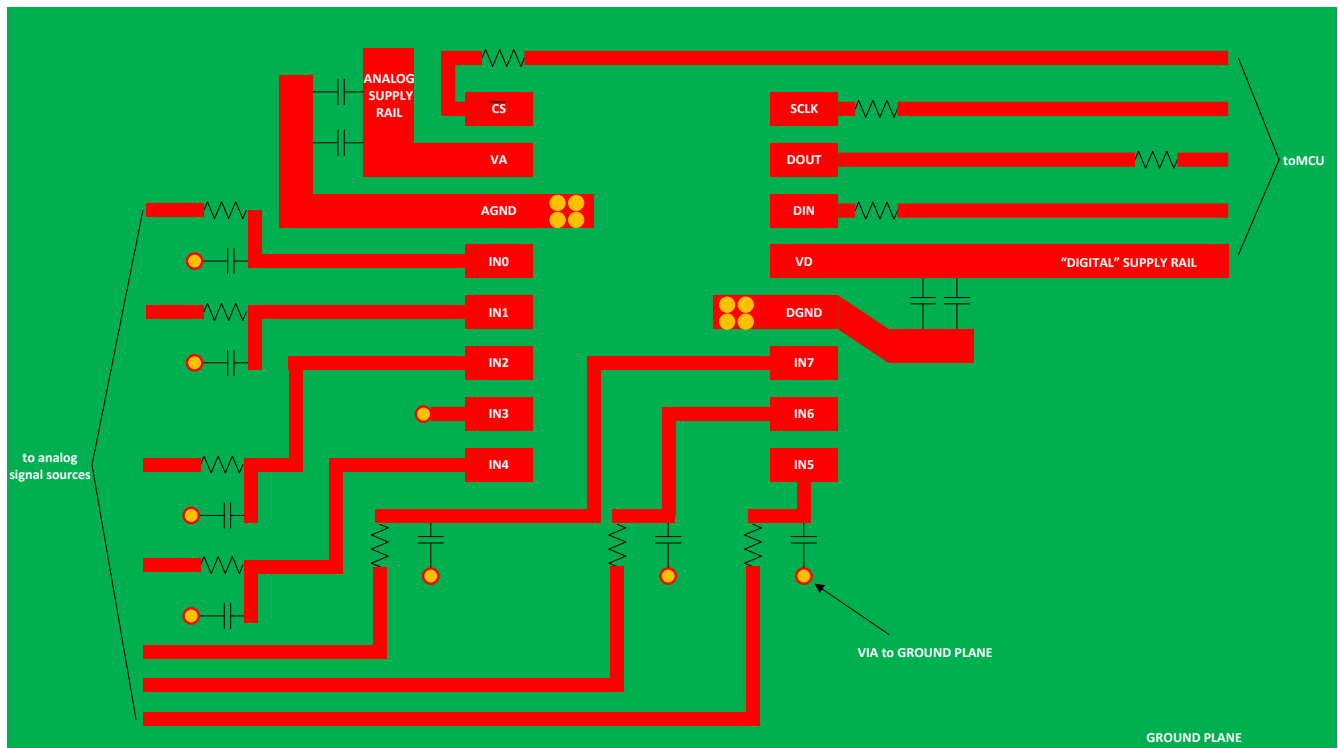 ANALOG
SUPPLY
RAIL
CS
SCLK
VA
DOUT
toMCU
AGND
DIN
IN0
VD
“DIGITAL” SUPPLY RAIL
IN1
DGND
IN2
IN7
IN3
IN6
to analog
signal sources
IN4
IN5
VIA to GROUND PLANE
GROUND PLANE